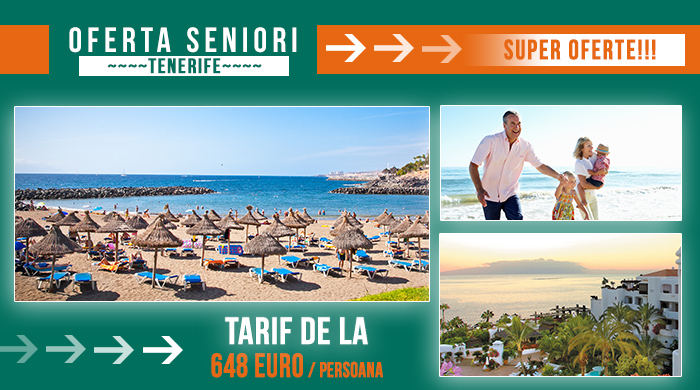 OFERTA SENIORI
~~~~TENERIFE~~~~
SUPER OFERTE!!!
TARIF DE LA
648 EURO / PERSOANA